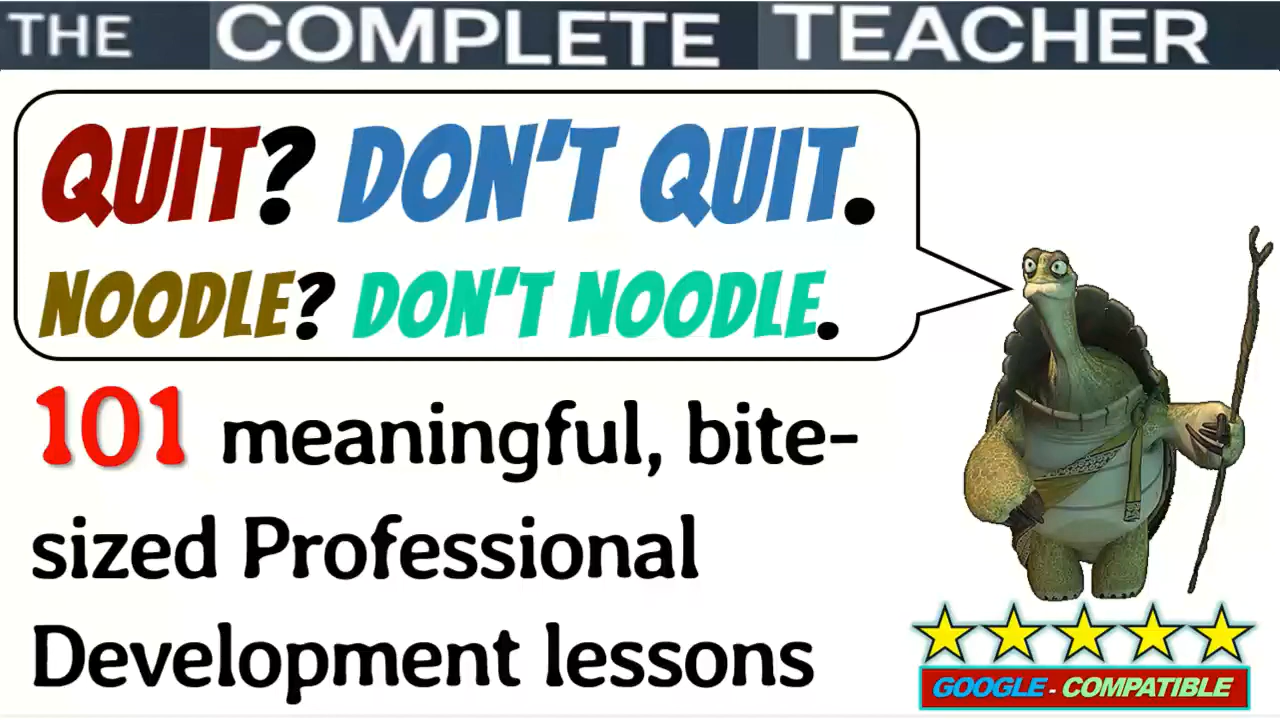 THE COMPLETE TEACHER
QUIT? DON'T QUIT.
NOODLE? DON'T NOODLE.
101 meaningful, bite-
sized Professional
Development lessons
GOOGLE - COMPATIBLE